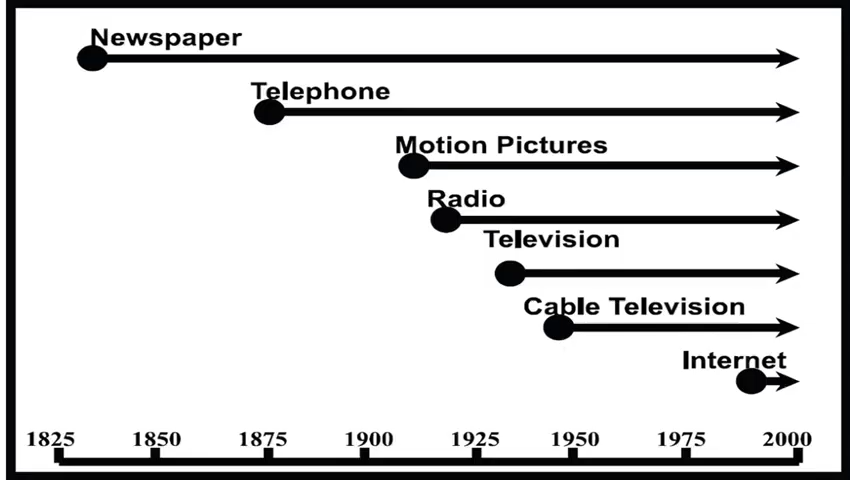 Newspaper
Telephone
Motion Pictures
Radio
Television
Cable Television
Internet
1825 1850 1875 1900 1925 1950 1975 2000